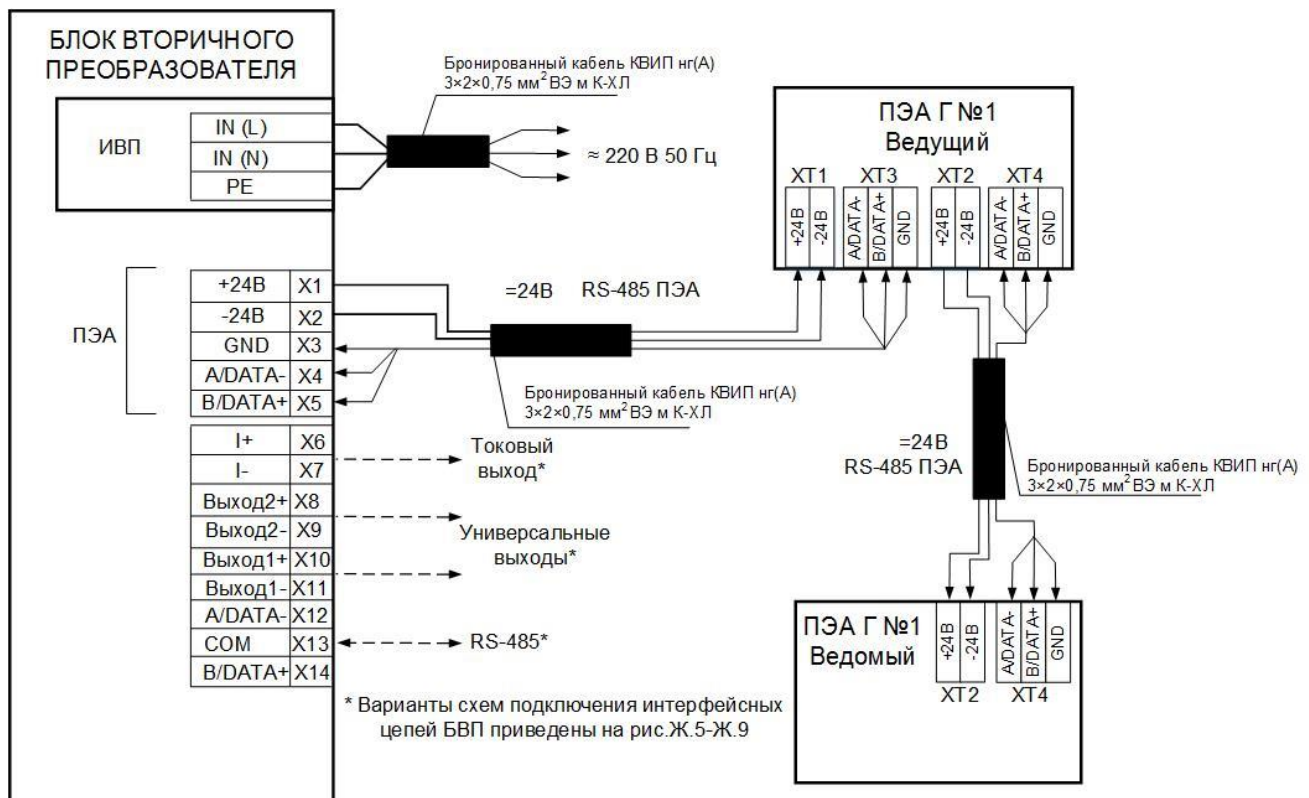 БЛОК ВТОРИЧНОГО
ПРЕОБРАЗОВАТЕЛЯ
ИВП
IN (L)
IN (N)
PE
Бронированный кабель КВИП нг(А)
3×2×0,75 мм² ВЭ м К-ХЛ
≈ 220 В 50 Гц
ПЭА
+24В X1
-24В X2
GND X3
A/DATA- X4
B/DATA+ X5
I+ X6
I- X7
Выход2+ X8
Выход2- X9
Выход1+ X10
Выход1- X11
A/DATA- X12
COM X13
B/DATA+ X14
=24В RS-485 ПЭА
Бронированный кабель КВИП нг(А)
3×2×0,75 мм² ВЭ м К-ХЛ
Токовый
выход*
Универсальные
выходы*
RS-485*
* Варианты схем подключения интерфейсных
цепей БВП приведены на рис.Ж.5-Ж.9
ПЭА Г №1
Ведущий
XT1 XT3 XT2 XT4
+24В
-24В
A/DATA-
B/DATA+
GND
+24В
-24В
A/DATA-
B/DATA+
GND
=24В
RS-485 ПЭА
Бронированный кабель КВИП нг(А)
3×2×0,75 мм² ВЭ м К-ХЛ
ПЭА Г №1
Ведомый
+24В
-24В
A/DATA-
B/DATA+
GND
XT2 XT4